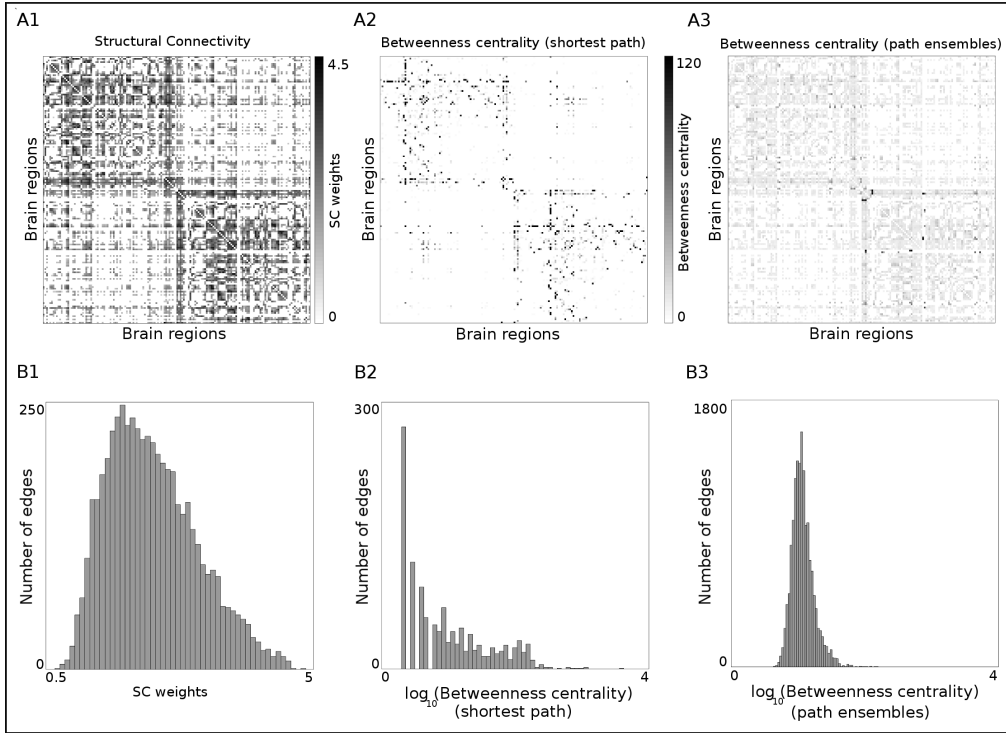 A1
A2
A3
Structural Connectivity
Betweenness centrality (shortest path)
Betweenness centrality (path ensembles)
Brain regions
4.5
SC weights
0
Brain regions
Brain regions
120
Betweenness centrality
0
Brain regions
Brain regions
Brain regions
B1
B2
B3
250
Number of edges
0
0.5
5
SC weights
300
Number of edges
0
0
4
log10(Betweenness centrality)
(shortest path)
1800
Number of edges
0
0
4
log10(Betweenness centrality)
(path ensembles)